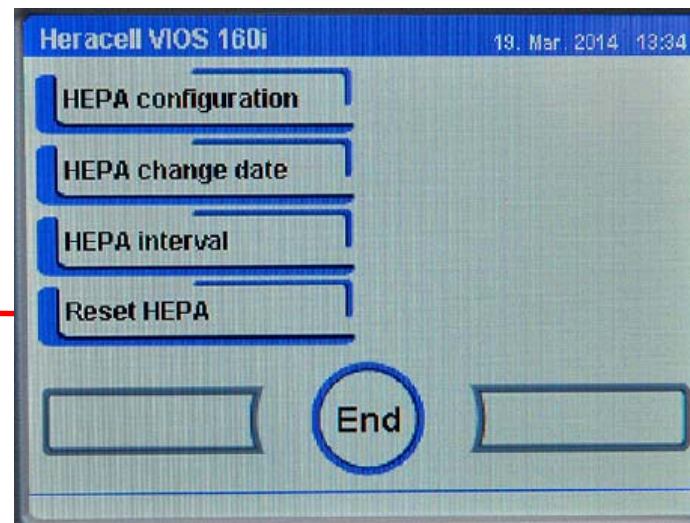 Heracell VIOS 160i 19. Mar. 2014 13:34
HEPA configuration
HEPA change date
HEPA interval
Reset HEPA
End